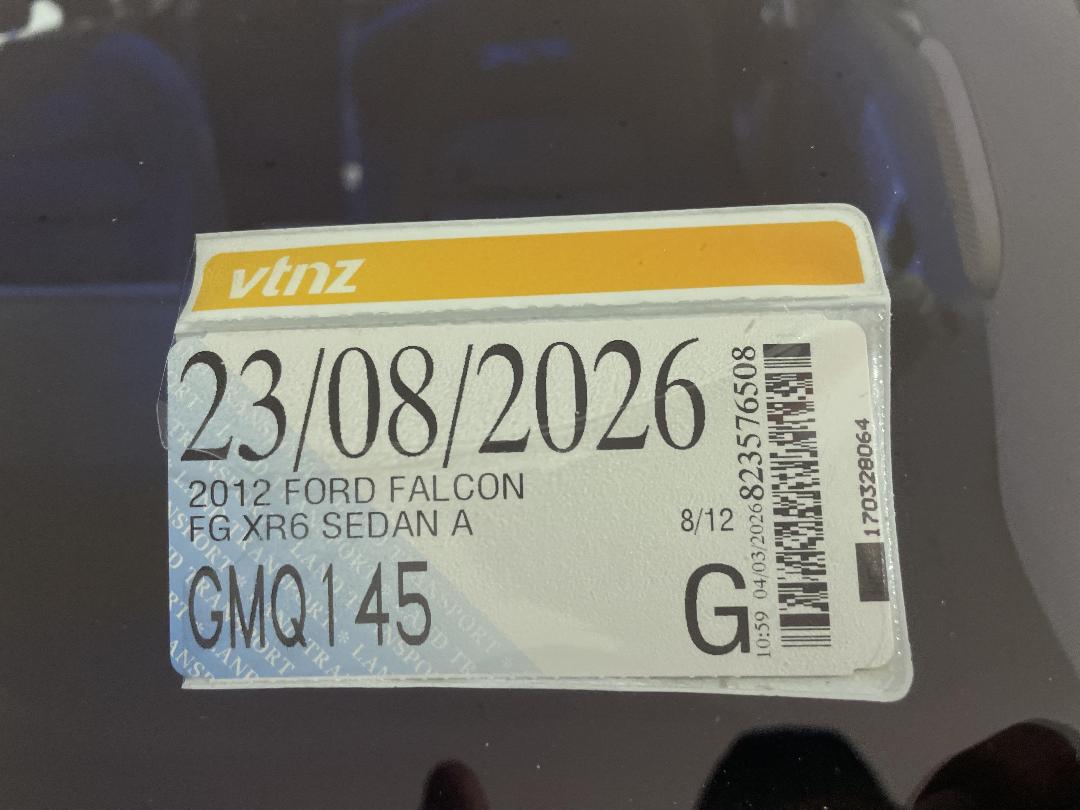 vtnz
23/08/2026
2012 FORD FALCON
FG XR6 SEDAN A
8/12
GMQ145
G
10:59 04/03/2026 823576508
170328064